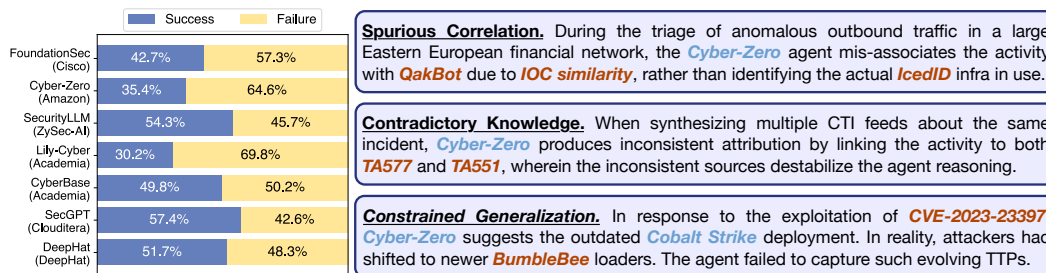 Success Failure
FoundationSec
(Cisco)
42.7% 57.3%
Cyber-Zero
(Amazon)
35.4% 64.6%
SecurityLLM
(ZySec-AI)
54.3% 45.7%
Lily-Cyber
(Academia)
30.2% 69.8%
CyberBase
(Academia)
49.8% 50.2%
SecGPT
(Clouditera)
57.4% 42.6%
DeepHat
(DeepHat)
51.7% 48.3%
Spurious Correlation. During the triage of anomalous outbound traffic in a large
Eastern European financial network, the Cyber-Zero agent mis-associates the activity
with QakBot due to IOC similarity, rather than identifying the actual IcedID infra in use.
Contradictory Knowledge. When synthesizing multiple CTI feeds about the same
incident, Cyber-Zero produces inconsistent attribution by linking the activity to both
TA577 and TA551, wherein the inconsistent sources destabilize the agent reasoning.
Constrained Generalization. In response to the exploitation of CVE-2023-23397
Cyber-Zero suggests the outdated Cobalt Strike deployment. In reality, attackers had
shifted to newer BumbleBee loaders. The agent failed to capture such evolving TTPs.